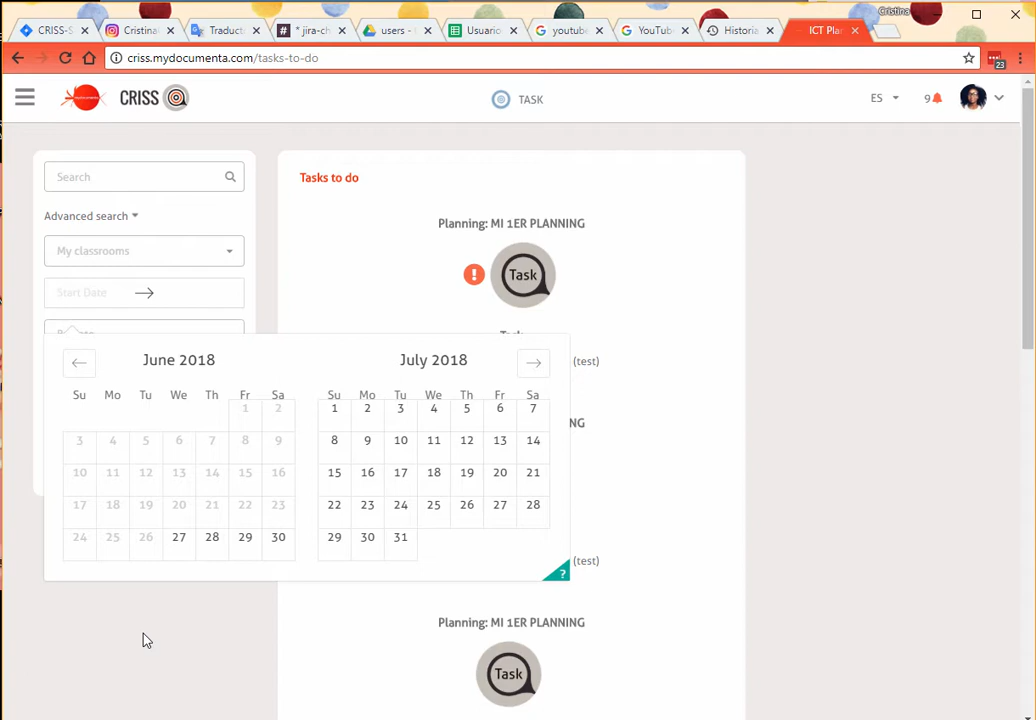 Cristina
CRISS-S
Cristinal
Traducto
* jira-ch
users -
Usuario
youtube
YouTube
Historia
ICT Plan
criss.mydocumenta.com/tasks-to-do
23
CRISS
TASK
ES
9
Search
Advanced search
My classrooms
Start Date
Tasks to do
Planning: MI 1ER PLANNING
!
Task
(test)
June 2018
July 2018
Su Mo Tu We Th Fr Sa
1 2
3 4 5 6 7 8 9
10 11 12 13 14 15 16
17 18 19 20 21 22 23
24 25 26 27 28 29 30
Su Mo Tu We Th Fr Sa
1 2 3 4 5 6 7
8 9 10 11 12 13 14
15 16 17 18 19 20 21
22 23 24 25 26 27 28
29 30 31
?
NG
(test)
Planning: MI 1ER PLANNING
Task